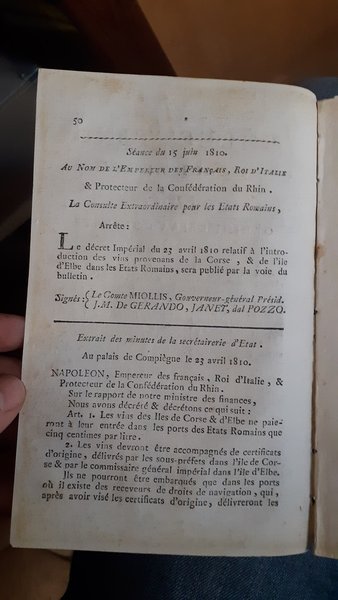 50
Séance du 15 juin 1810.
AU NOM DE L'EMPEREUR DES FRANÇAIS, ROI D'ITALIE
& Protecteur de la Confédération du Rhin.
La Consulte Extraordinaire pour les Etats Romains,
Arrête:
Le décret Impérial du 23 avril 1810 relatif à l'intro-
duction des vins provenans de la Corse, & de l'île
d'Elbe dans les Etats Romains, sera publié par la voie du
bulletin.
Signés: (Le Comte MIOLLIS, Gouverneur-général Présid.
(J.M. De GERANDO, JANET, dal POZZO.
Extrait des minutes de la secrétairerie d'Etat.
Au palais de Compiègne le 23 avril 1810.
NAPOLEON, Empereur des français, Roi d'Italie, &
Protecteur de la Confédération du Rhin.
Sur le rapport de notre ministre des finances,
Nous avons décrété & décrétons ce qui suit:
Art. 1. Les vins des Iles de Corse & d'Elbe ne paie-
ront à leur entrée dans les ports des Etats Romains que
cinq centimes par litre.
2. Les vins devront être accompagnés de certificats
d'origine, délivrés par les sous-préfets dans l'île de Cor-
se & par le commissaire général impérial dans l'île d'Elbe.
Ils ne pourront être embarqués que dans les ports
où il existe des receveurs de droits de navigation, qui,
après avoir visé les certificats d'origine, délivreront les